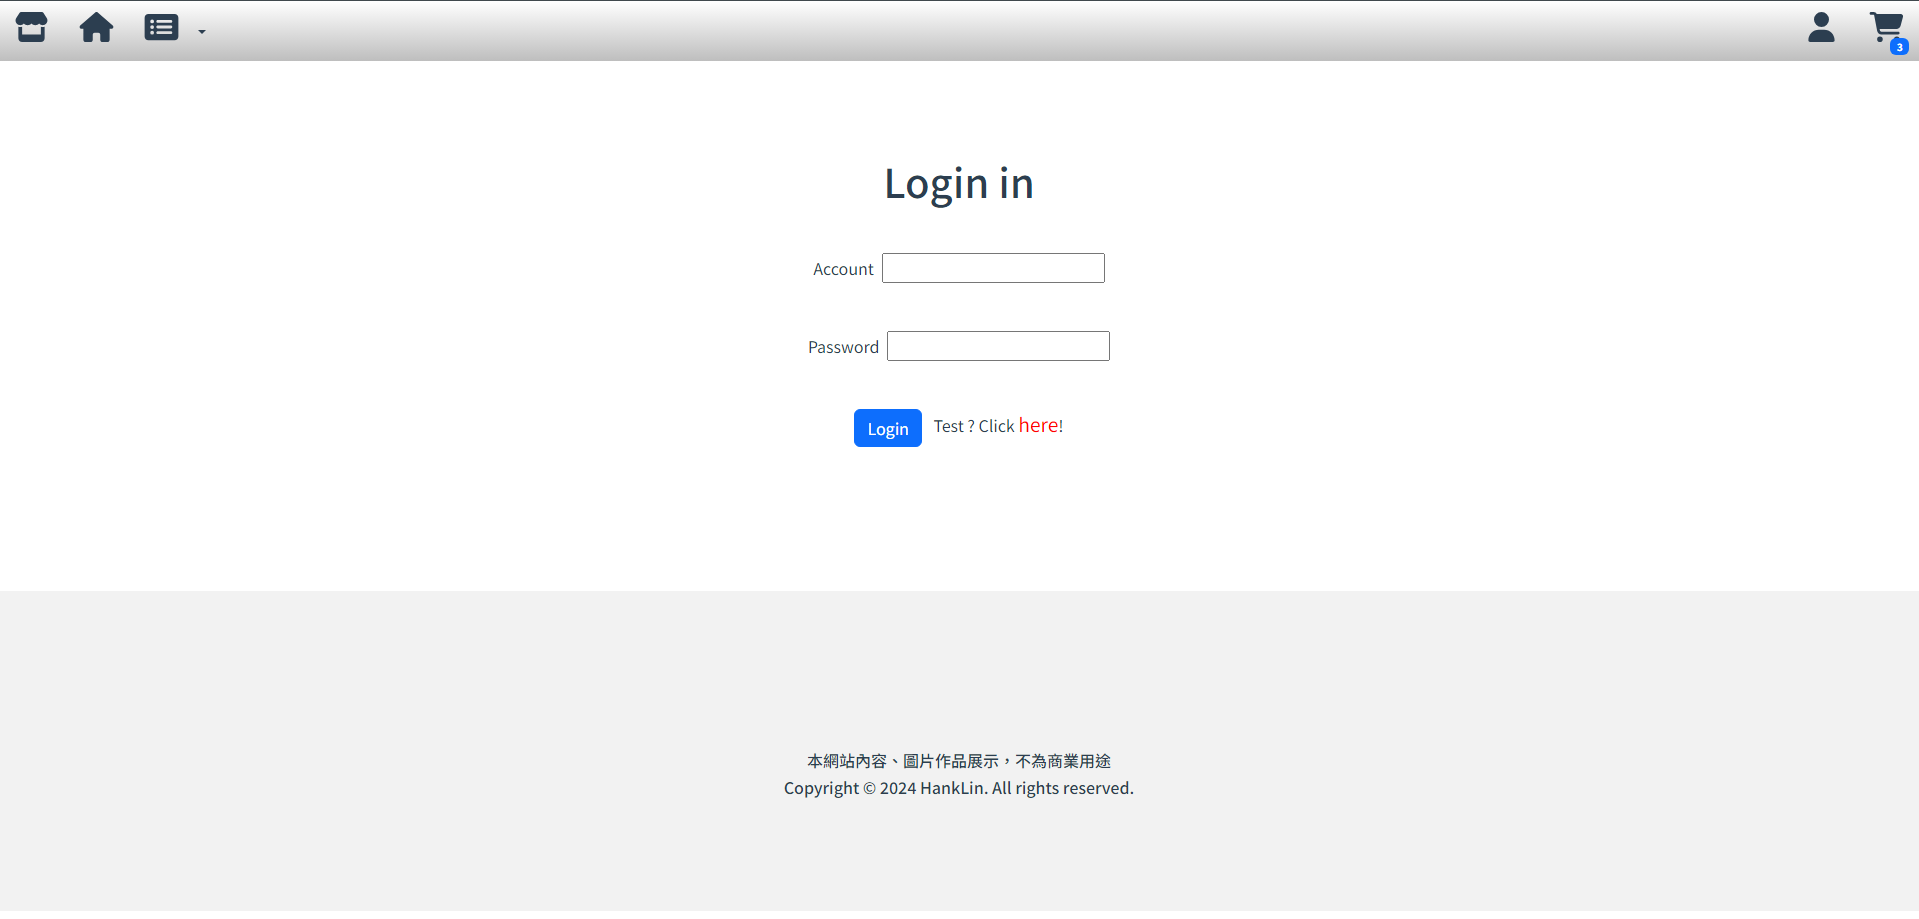 3
Login in
Account
Password
Login Test ? Click here!
本網站內容、圖片作品展示，不為商業用途
Copyright © 2024 HankLin. All rights reserved.